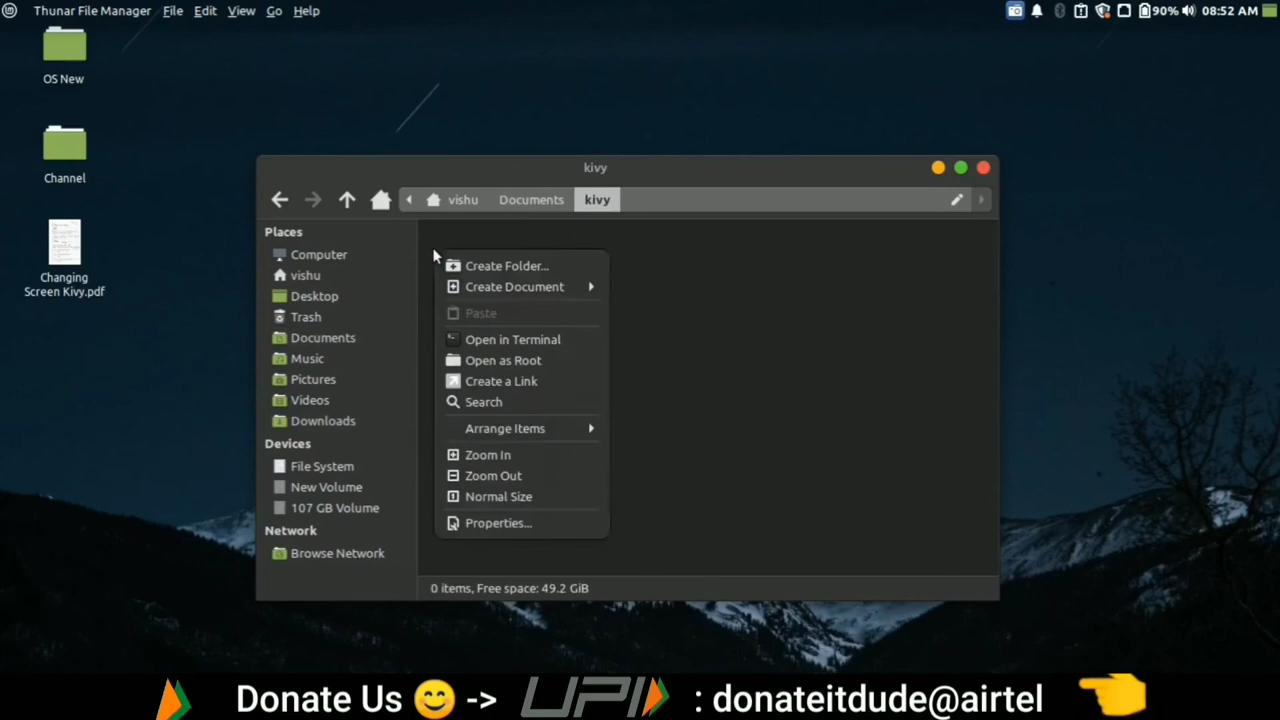 Thunar File Manager File Edit View Go Help
90% 08:52 AM
OS New
Channel
Changing
Screen Kivy.pdf
kivy
vishu Documents kivy
Places
Computer
vishu
Desktop
Trash
Documents
Music
Pictures
Videos
Downloads
Devices
File System
New Volume
107 GB Volume
Network
Browse Network
Create Folder...
Create Document
Paste
Open in Terminal
Open as Root
Create a Link
Search
Arrange Items
Zoom In
Zoom Out
Normal Size
Properties...
0 items, Free space: 49.2 GiB
Donate Us 😊 -> UPI : donateitdude@airtel